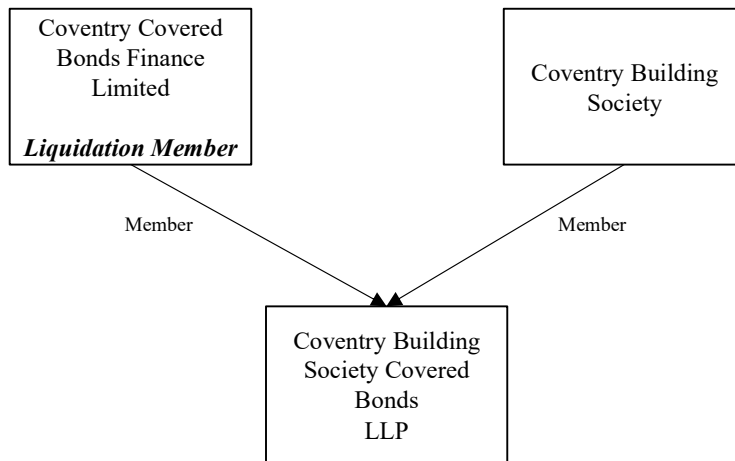 Coventry Covered
Bonds Finance
Limited
Liquidation Member
Coventry Building
Society
Member
Member
Coventry Building
Society Covered
Bonds
LLP